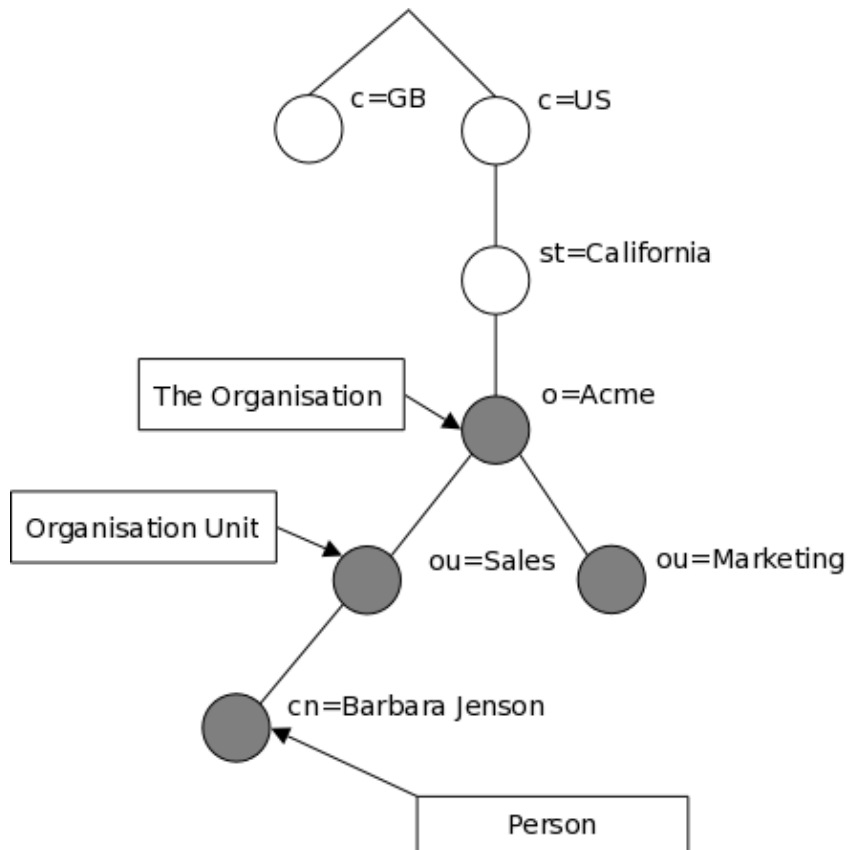 c=GB
c=US
st=California
The Organisation
o=Acme
Organisation Unit
ou=Sales
ou=Marketing
cn=Barbara Jenson
Person